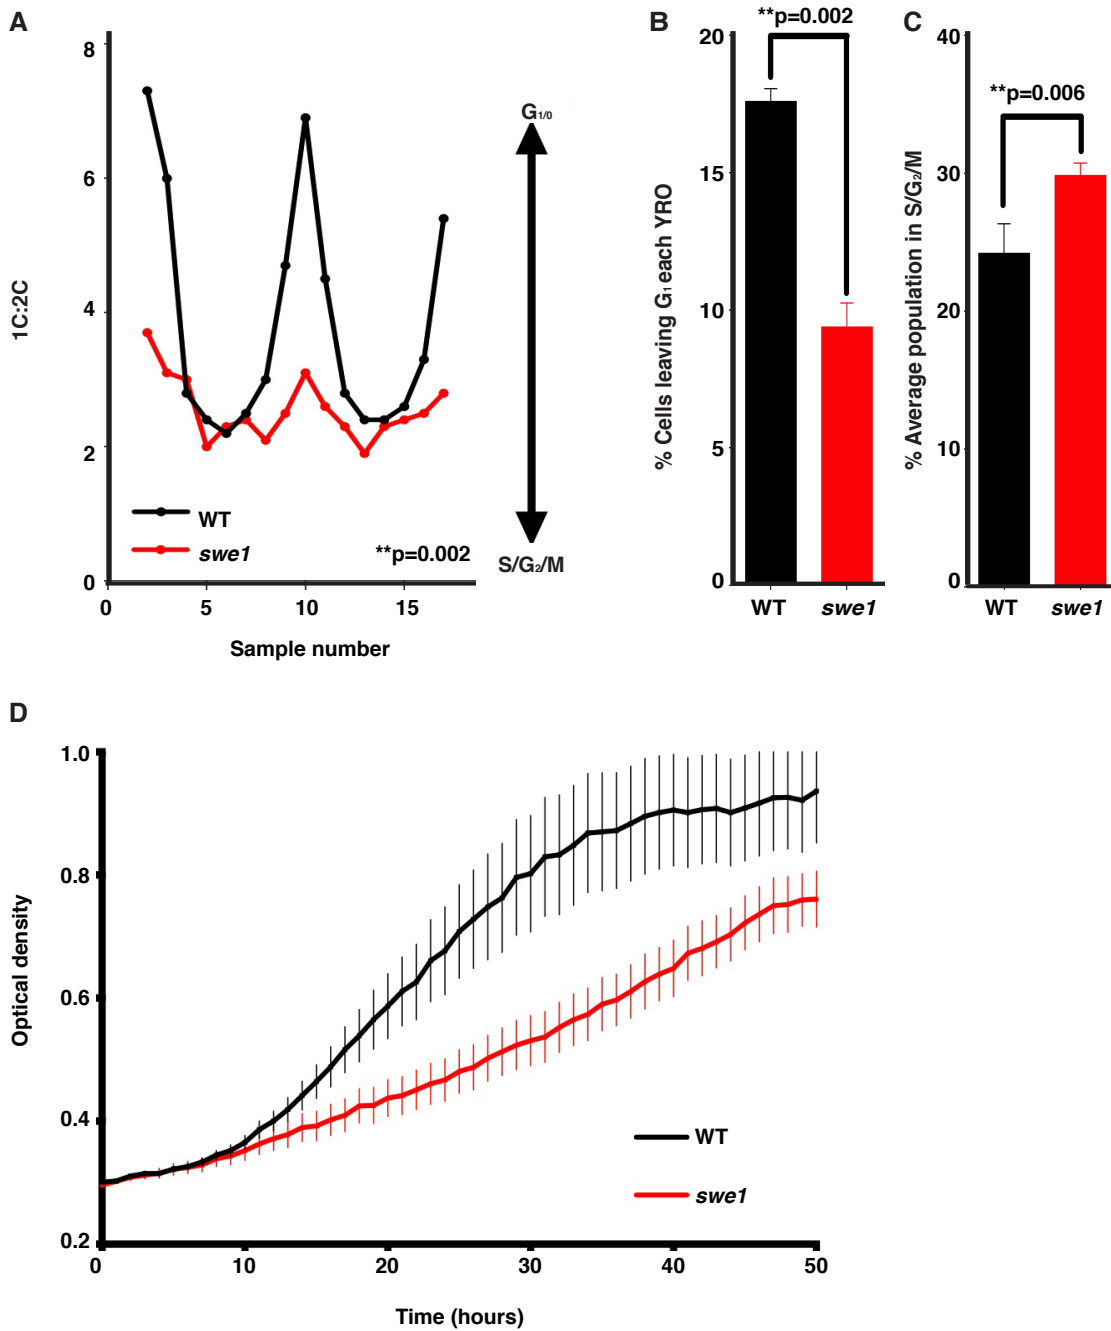 A
8
6
4
2
0
0 5 10 15
1C:2C
Sample number
WT
swe1
**p=0.002
G1/0
S/G2/M
B
**p=0.002
20
15
10
5
0
% Cells leaving G1 each YRO
WT swe1
C
40
**p=0.006
30
20
10
0
% Average population in S/G2/M
WT swe1
D
1.0
0.8
0.6
0.4
0.2
Optical density
0 10 20 30 40 50
Time (hours)
WT
swe1